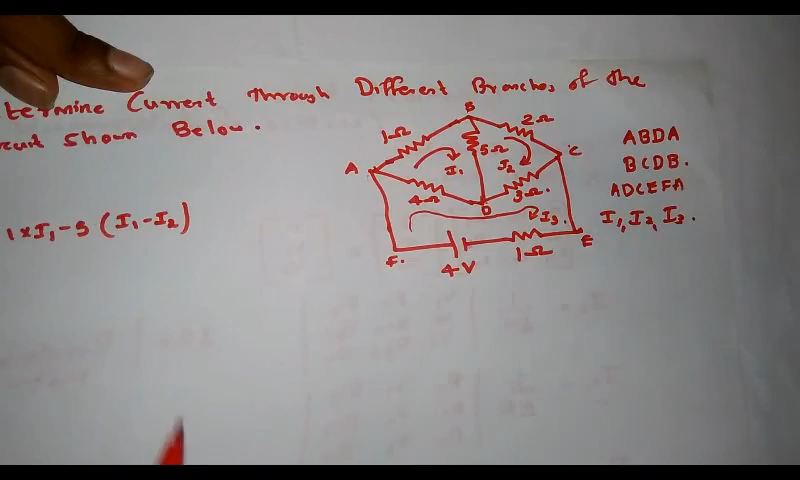 termine Current Through Different Branches of the
rcuit Shown Below.
1 x I₁ - 5 (I₁ - I₂)
A
B
C
D
E
F.
1Ω
2Ω
5Ω
4Ω
3Ω.
I₁
I₂
I₃.
4V
1Ω
ABDA
BCDB.
ADCEFA
I₁, I₂, I₃.